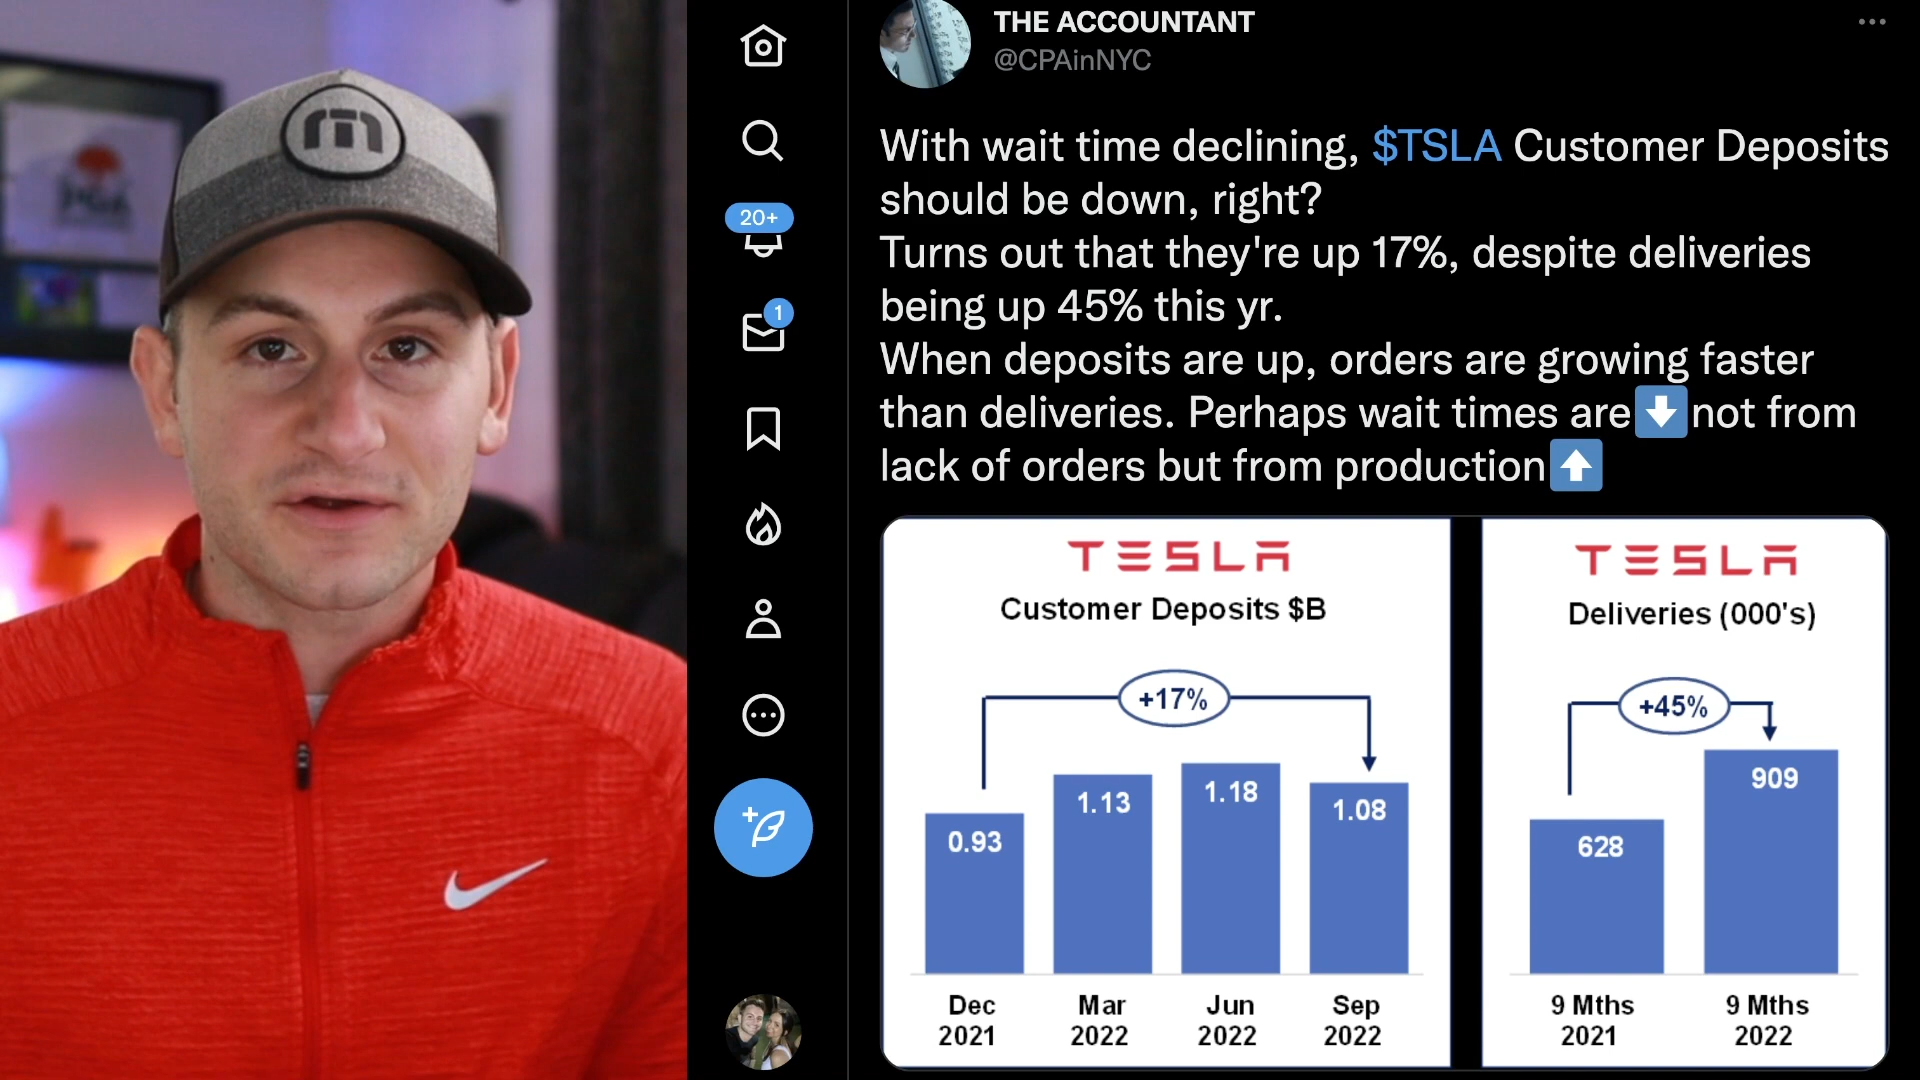 PGA
20+
1
THE ACCOUNTANT
@CPAinNYC
With wait time declining, $TSLA Customer Deposits
should be down, right?
Turns out that they're up 17%, despite deliveries
being up 45% this yr.
When deposits are up, orders are growing faster
than deliveries. Perhaps wait times are⬇️not from
lack of orders but from production⬆️
TESLA
Customer Deposits $B
+17%
0.93
1.13
1.18
1.08
Dec
2021
Mar
2022
Jun
2022
Sep
2022
TESLA
Deliveries (000's)
+45%
628
909
9 Mths
2021
9 Mths
2022